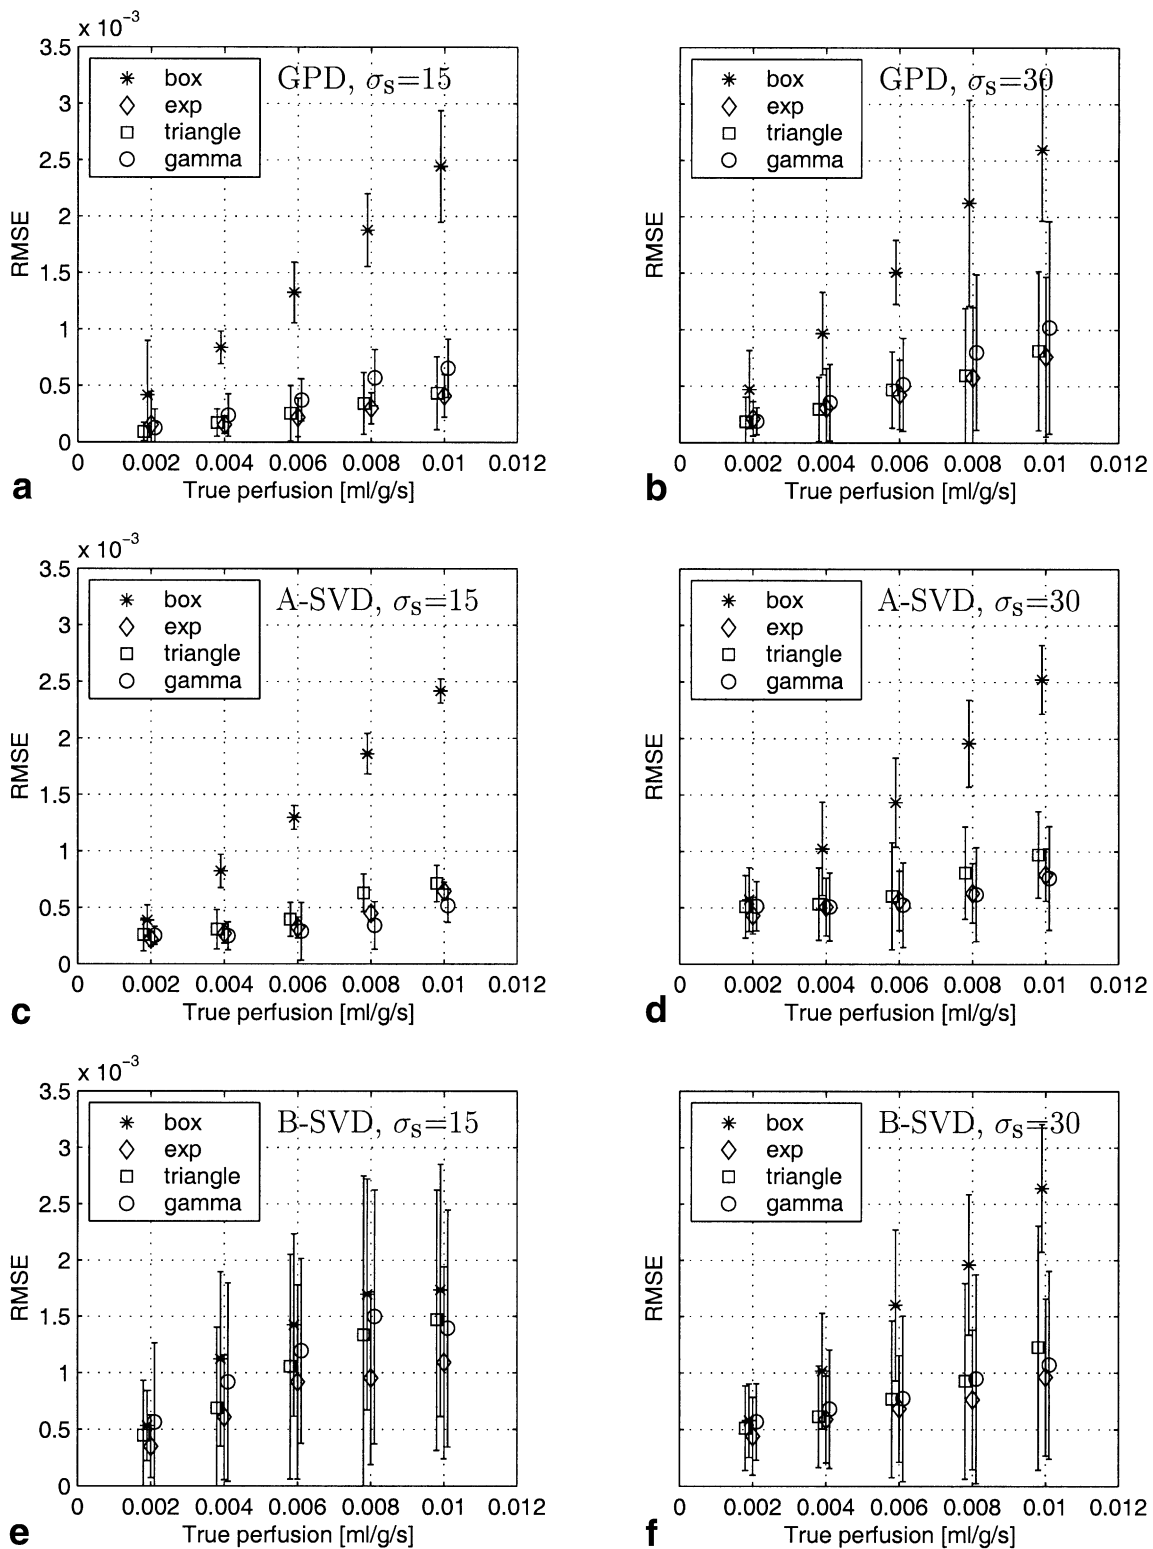 x 10⁻³
3.5
3
2.5
2
1.5
1
0.5
0
RMSE
box
exp
triangle
gamma
GPD, σs=15
0 0.002 0.004 0.006 0.008 0.01 0.012
True perfusion [ml/g/s]
a
RMSE
box
exp
triangle
gamma
GPD, σs=30
0 0.002 0.004 0.006 0.008 0.01 0.012
True perfusion [ml/g/s]
b
x 10⁻³
3.5
3
2.5
2
1.5
1
0.5
0
RMSE
box
exp
triangle
gamma
A-SVD, σs=15
0 0.002 0.004 0.006 0.008 0.01 0.012
True perfusion [ml/g/s]
c
RMSE
box
exp
triangle
gamma
A-SVD, σs=30
0 0.002 0.004 0.006 0.008 0.01 0.012
True perfusion [ml/g/s]
d
x 10⁻³
3.5
3
2.5
2
1.5
1
0.5
0
RMSE
box
exp
triangle
gamma
B-SVD, σs=15
0 0.002 0.004 0.006 0.008 0.01 0.012
True perfusion [ml/g/s]
e
RMSE
box
exp
triangle
gamma
B-SVD, σs=30
0 0.002 0.004 0.006 0.008 0.01 0.012
True perfusion [ml/g/s]
f